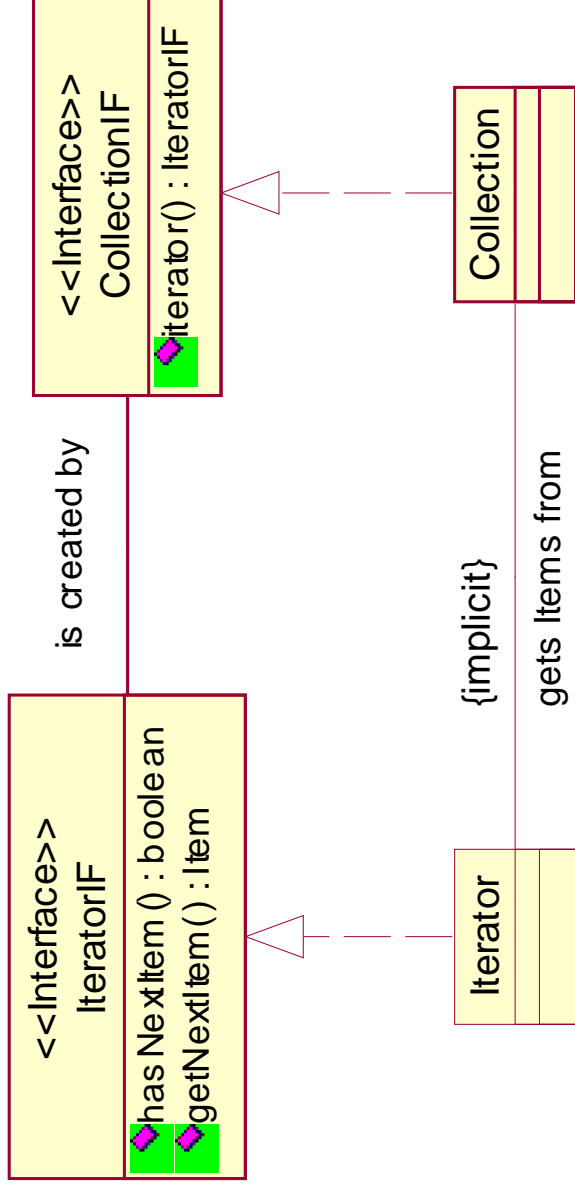 <<Interface>>
IteratorIF
hasNextItem() : boolean
getNextItem() : Item
is created by
<<Interface>>
CollectionIF
iterator() : IteratorIF
Iterator
{implicit}
gets Items from
Collection